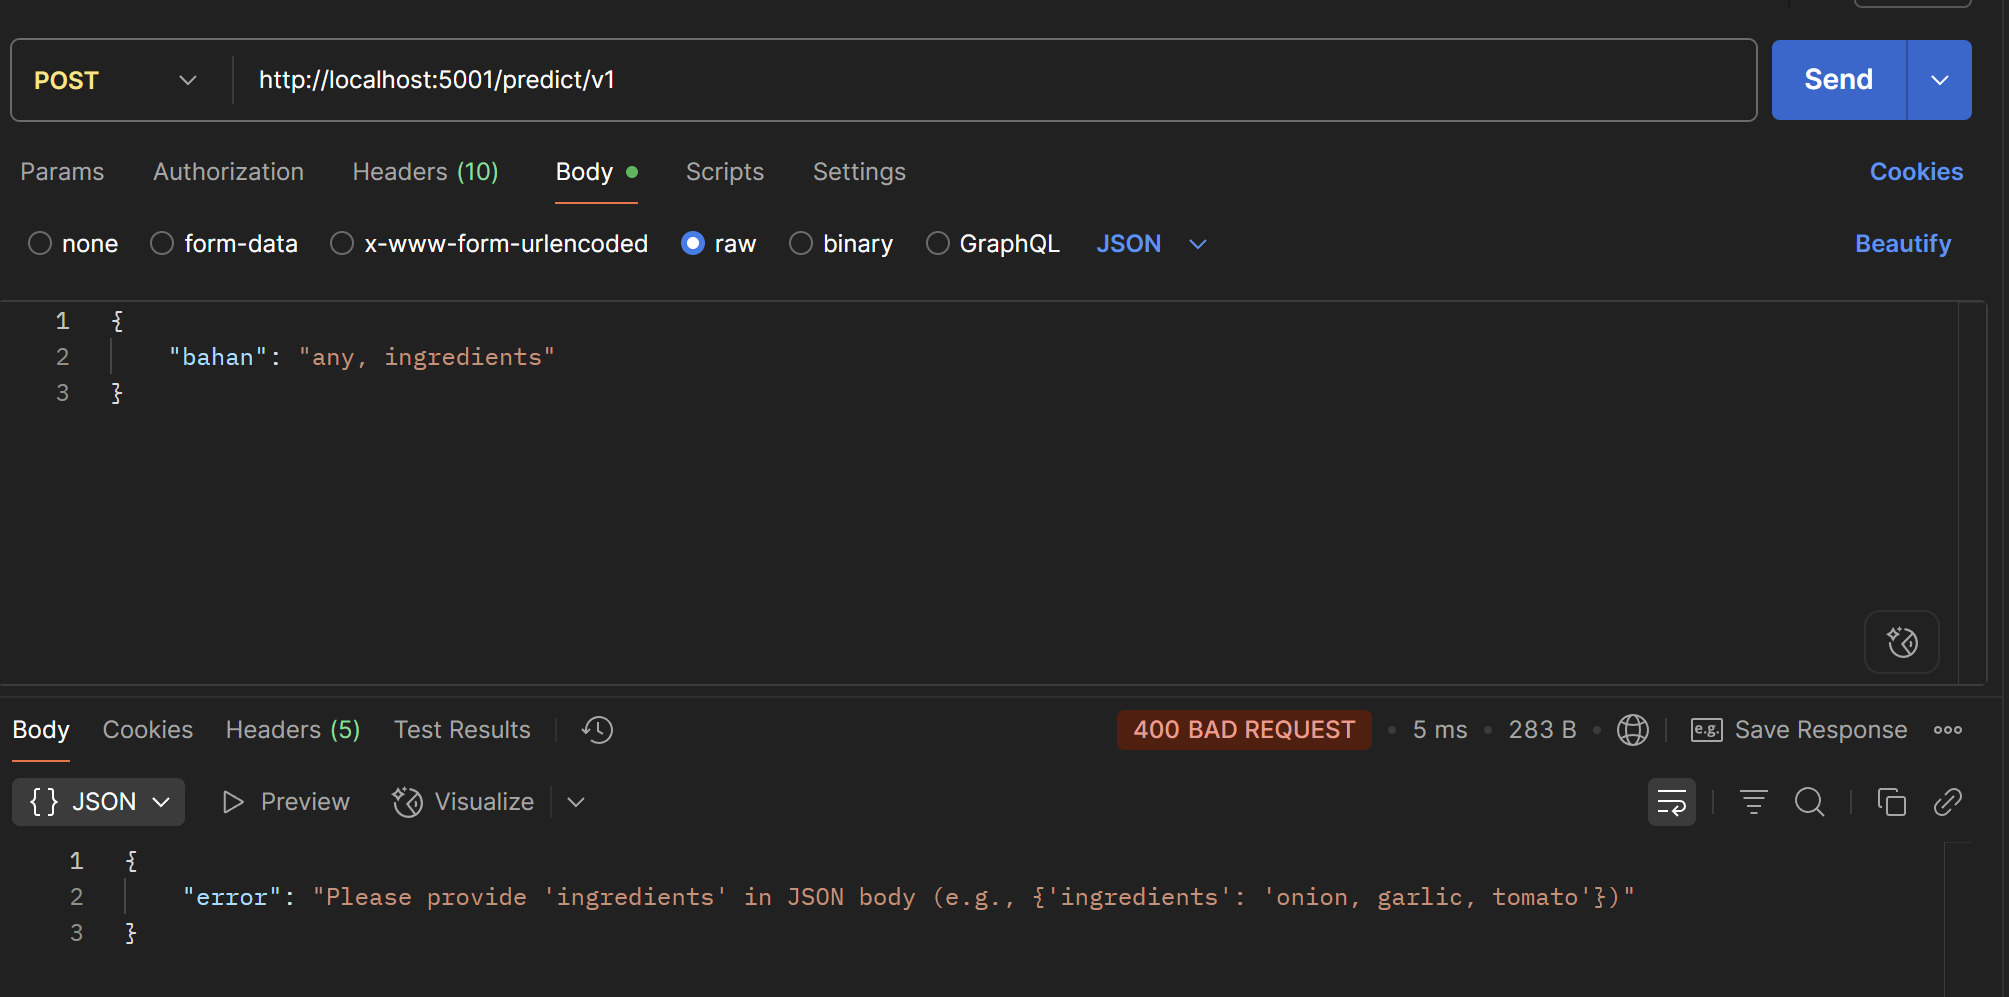 POST http://localhost:5001/predict/v1 Send
Params Authorization Headers (10) Body Scripts Settings Cookies
none form-data x-www-form-urlencoded raw binary GraphQL JSON Beautify
1 {
2 "bahan": "any, ingredients"
3 }
Body Cookies Headers (5) Test Results 400 BAD REQUEST 5 ms 283 B e.g. Save Response
{} JSON Preview Visualize
1 {
2 "error": "Please provide 'ingredients' in JSON body (e.g., {'ingredients': 'onion, garlic, tomato'})"
3 }